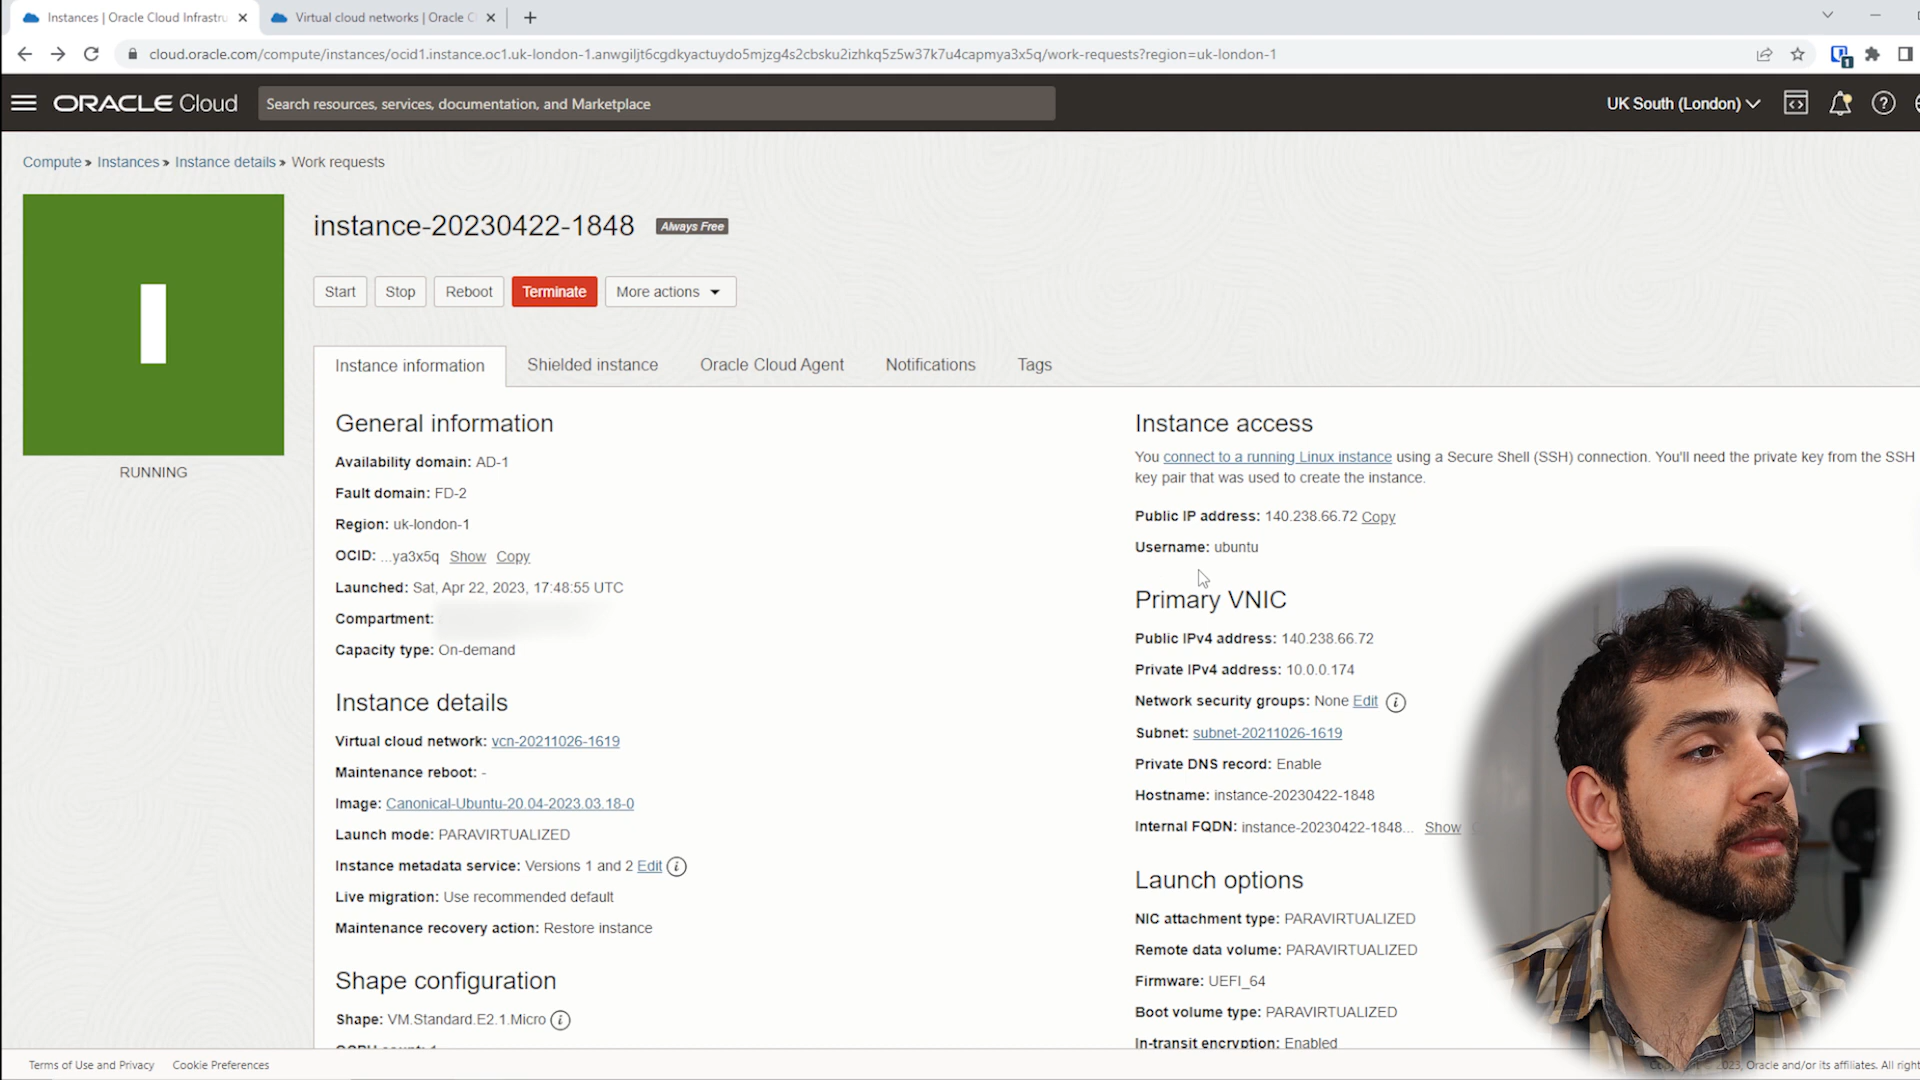 Instances | Oracle Cloud Infrastru
Virtual cloud networks | Oracle C
cloud.oracle.com/compute/instances/ocid1.instance.oc1.uk-london-1.anwgiljt6cgdkyactuydo5mjzg4s2cbsku2izhkq5z5w37k7u4capmya3x5q/work-requests?region=uk-london-1
ORACLE Cloud
Search resources, services, documentation, and Marketplace
UK South (London)
Compute » Instances » Instance details » Work requests
instance-20230422-1848 Always Free
Start Stop Reboot Terminate More actions
RUNNING
Instance information Shielded instance Oracle Cloud Agent Notifications Tags
General information
Availability domain: AD-1
Fault domain: FD-2
Region: uk-london-1
OCID: ...ya3x5q Show Copy
Launched: Sat, Apr 22, 2023, 17:48:55 UTC
Compartment:
Capacity type: On-demand
Instance details
Virtual cloud network: vcn-20211026-1619
Maintenance reboot: -
Image: Canonical-Ubuntu-20.04-2023.03.18-0
Launch mode: PARAVIRTUALIZED
Instance metadata service: Versions 1 and 2 Edit
Live migration: Use recommended default
Maintenance recovery action: Restore instance
Shape configuration
Shape: VM.Standard.E2.1.Micro
OCPU count: 1
Instance access
You connect to a running Linux instance using a Secure Shell (SSH) connection. You'll need the private key from the SSH
key pair that was used to create the instance.
Public IP address: 140.238.66.72 Copy
Username: ubuntu
Primary VNIC
Public IPv4 address: 140.238.66.72
Private IPv4 address: 10.0.0.174
Network security groups: None Edit
Subnet: subnet-20211026-1619
Private DNS record: Enable
Hostname: instance-20230422-1848
Internal FQDN: instance-20230422-1848... Show
Launch options
NIC attachment type: PARAVIRTUALIZED
Remote data volume: PARAVIRTUALIZED
Firmware: UEFI_64
Boot volume type: PARAVIRTUALIZED
In-transit encryption: Enabled
Terms of Use and Privacy Cookie Preferences
2023, Oracle and/or its affiliates. All right